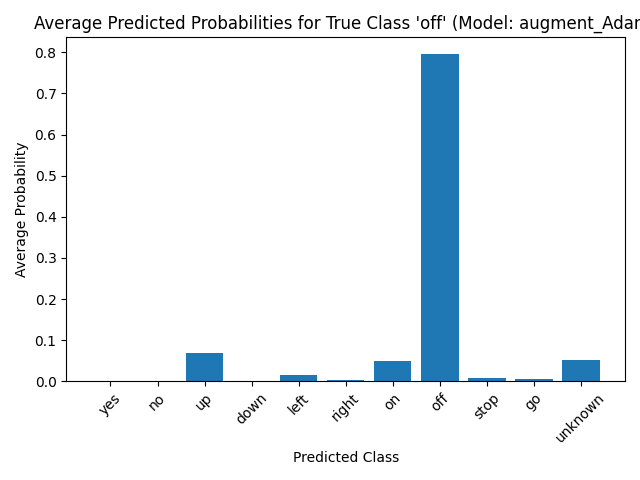 Average Predicted Probabilities for True Class 'off' (Model: augment_Adar
0.8
0.7
0.6
0.5
0.4
0.3
0.2
0.1
0.0
Average Probability
yes
no
up
down
left
right
on
off
stop
go
unknown
Predicted Class